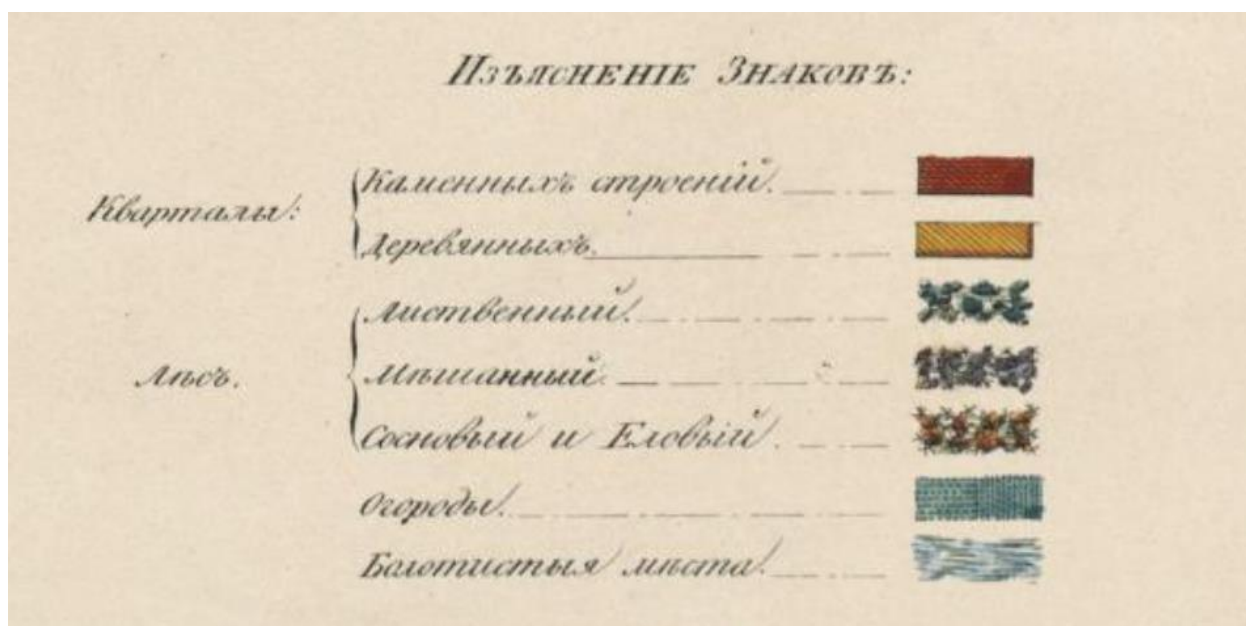 Изъясненіе Знаковъ:
Кварталы:
Каменныхъ строеній.
Деревянныхъ.
Лѣсъ.
Лиственный.
Мѣшанный.
Сосновый и Еловый.
Огороды.
Болотистыя мѣста.